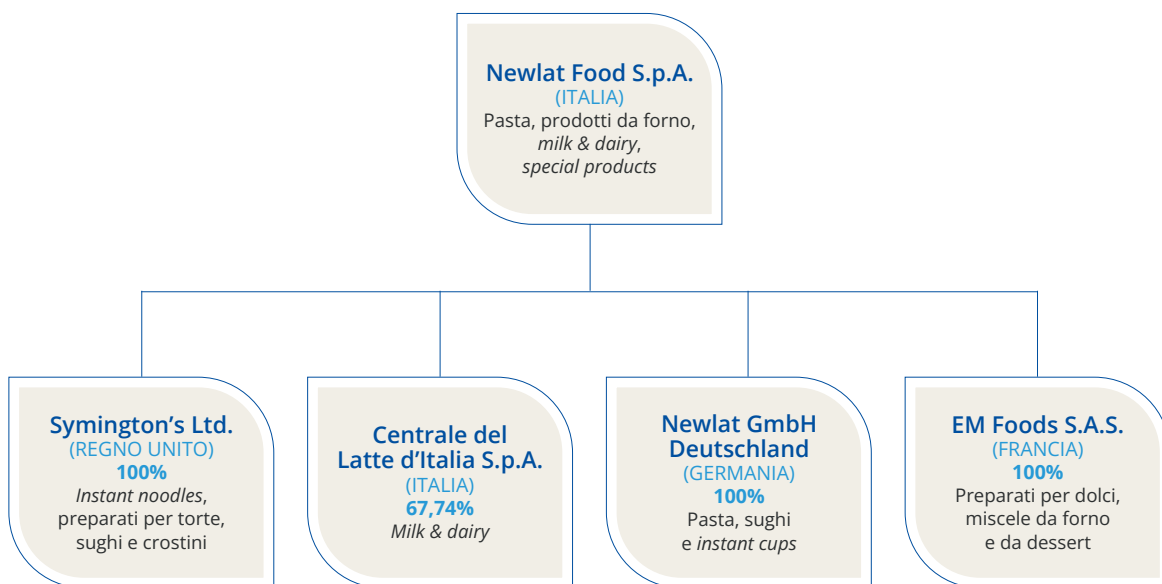 Newlat Food S.p.A.
(ITALIA)
Pasta, prodotti da forno,
milk & dairy,
special products
Symington’s Ltd.
(REGNO UNITO)
100%
Instant noodles,
preparati per torte,
sughi e crostini
Centrale del
Latte d’Italia S.p.A.
(ITALIA)
67,74%
Milk & dairy
Newlat GmbH
Deutschland
(GERMANIA)
100%
Pasta, sughi
e instant cups
EM Foods S.A.S.
(FRANCIA)
100%
Preparati per dolci,
miscele da forno
e da dessert